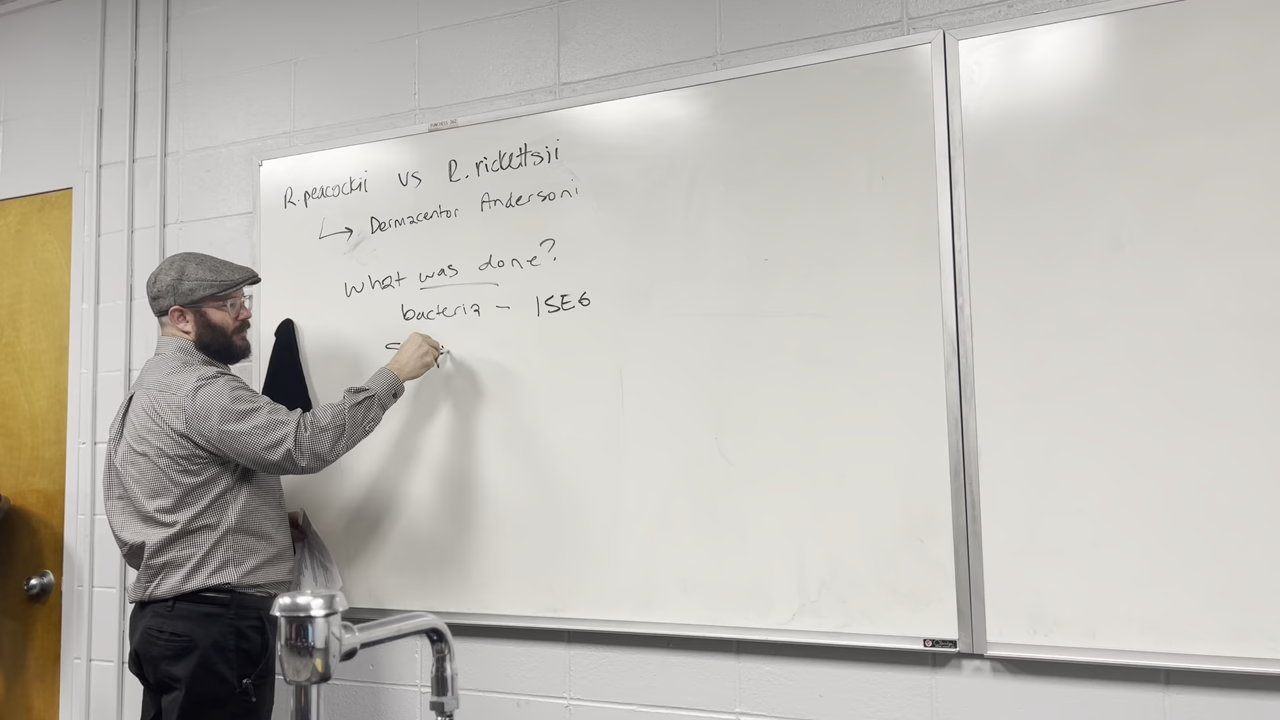 R. peacockii vs R. rickettsii
↳ Dermacentor Andersoni
What was done?
bacteria - ISE6